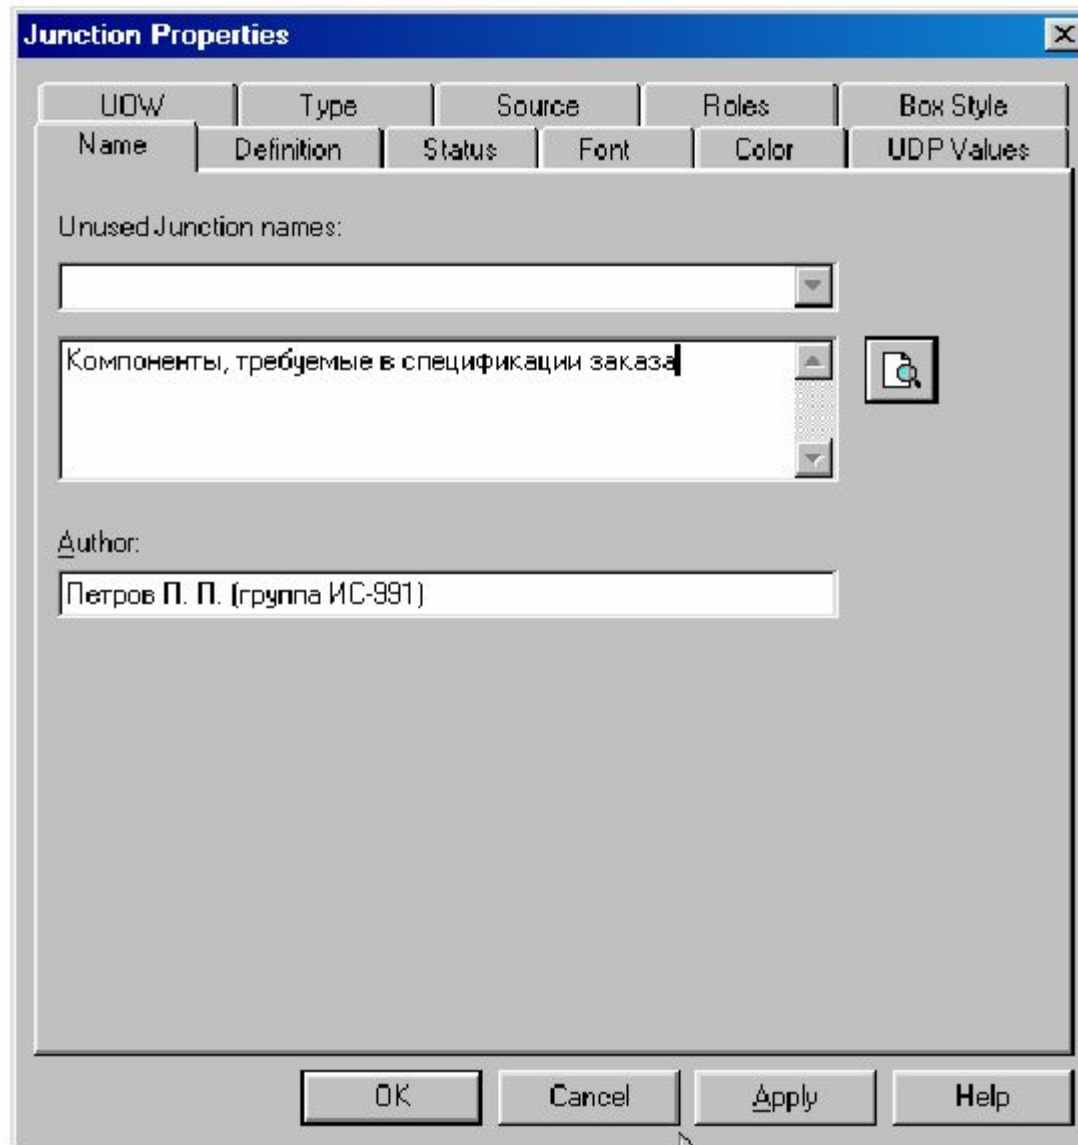 Junction Properties
UOW Type Source Roles Box Style
Name Definition Status Font Color UDP Values
Unused Junction names:
Компоненты, требуемые в спецификации заказа
Author:
Петров П. П. (группа ИС-991)
OK Cancel Apply Help